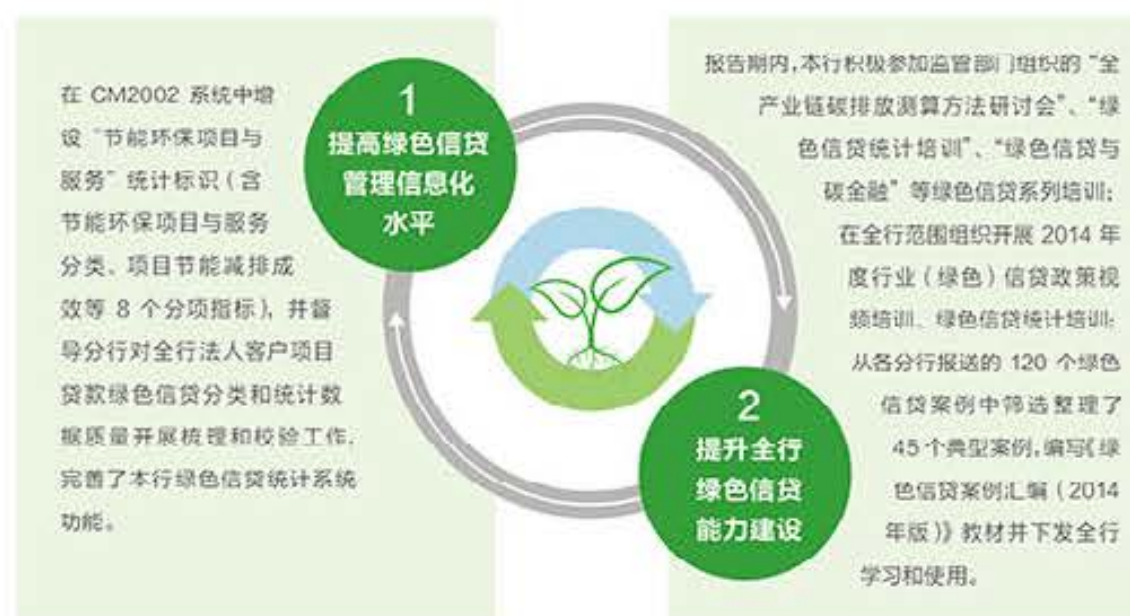 在 CM2002 系统中增
设“节能环保项目与
服务”统计标识（含
节能环保项目与服务
分类、项目节能减排成
效等 8 个分项指标），并督
导分行对全行法人客户项目
贷款绿色信贷分类和统计数
据质量开展梳理和校验工作，
完善了本行绿色信贷统计系统
功能。
1
提高绿色信贷
管理信息化
水平
报告期内，本行积极参加监管部门组织的“全
产业链碳排放测算方法研讨会”、“绿
色信贷统计培训”、“绿色信贷与
碳金融”等绿色信贷系列培训；
在全行范围组织开展 2014 年
度行业（绿色）信贷政策视
频培训、绿色信贷统计培训；
从各分行报送的 120 个绿色
信贷案例中筛选整理了
45 个典型案例，编写《绿
色信贷案例汇编（2014
年版）》教材并下发全行
学习和使用。
2
提升全行
绿色信贷
能力建设